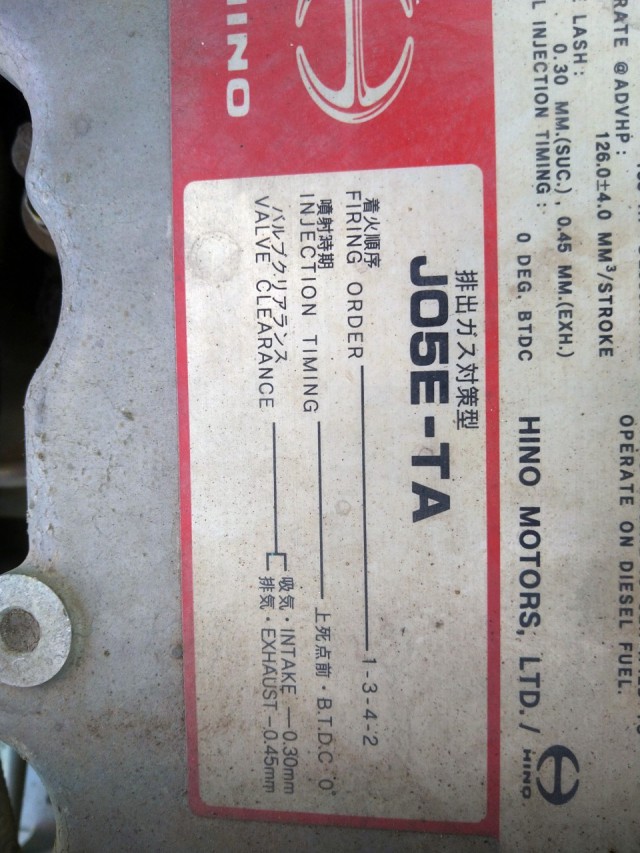 RATE @ADVHP :
OPERATE ON DIESEL FUEL.
126.0±4.0 MM³/STROKE
LASH :
0.30 MM.(SUC.) , 0.45 MM.(EXH.)
INJECTION TIMING :
0 DEG. BTDC
HINO MOTORS, LTD. / HINO
HINO
排出ガス対策型
J05E-TA
着火順序
FIRING ORDER 1-3-4-2
噴射時期
INJECTION TIMING 上死点前・B.T.D.C "0°
バルブクリアランス
VALVE CLEARANCE
吸気・INTAKE —0.30mm
排気・EXHAUST—0.45mm